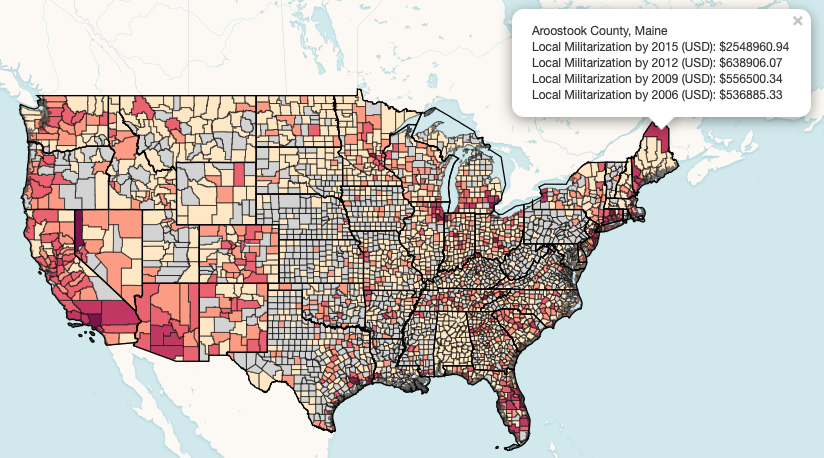 ×
Aroostook County, Maine
Local Militarization by 2015 (USD): $2548960.94
Local Militarization by 2012 (USD): $638906.07
Local Militarization by 2009 (USD): $556500.34
Local Militarization by 2006 (USD): $536885.33